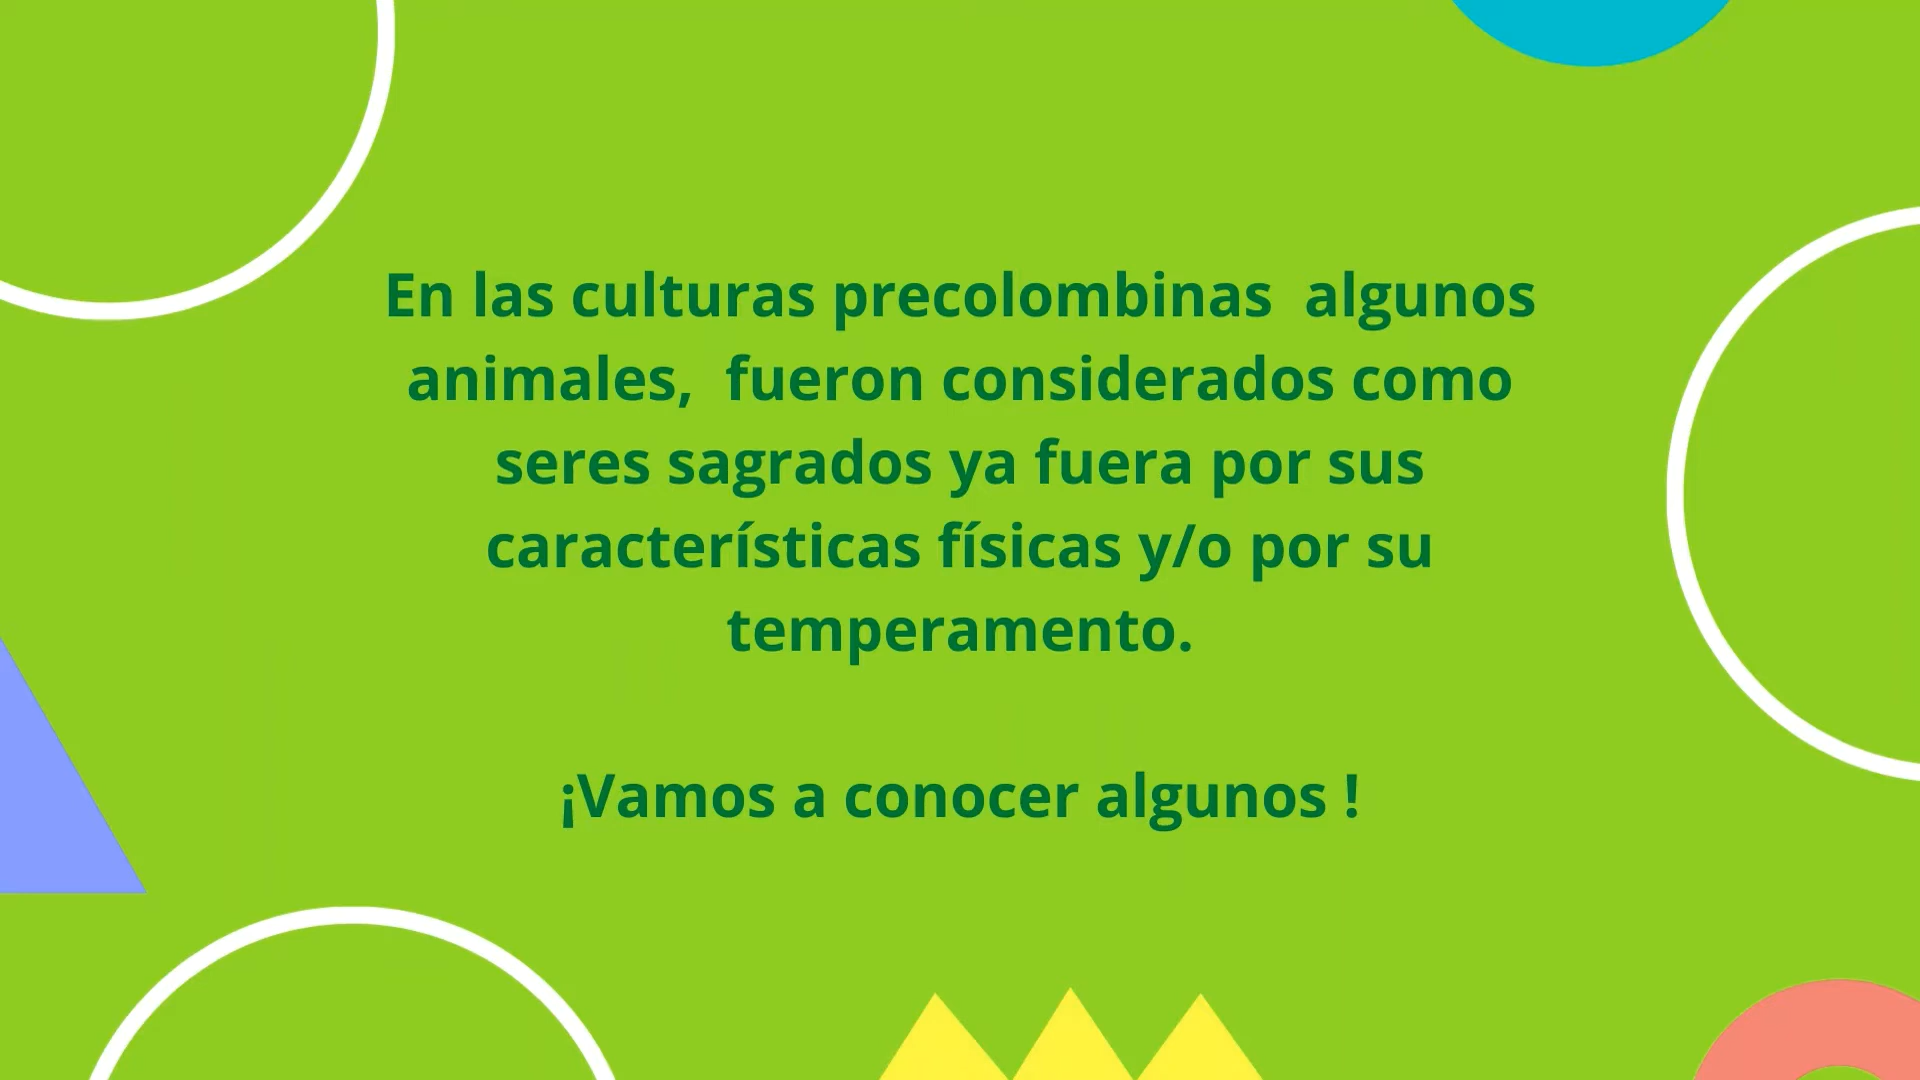 En las culturas precolombinas  algunos
animales,  fueron considerados como
seres sagrados ya fuera por sus
características físicas y/o por su
temperamento.
¡Vamos a conocer algunos !